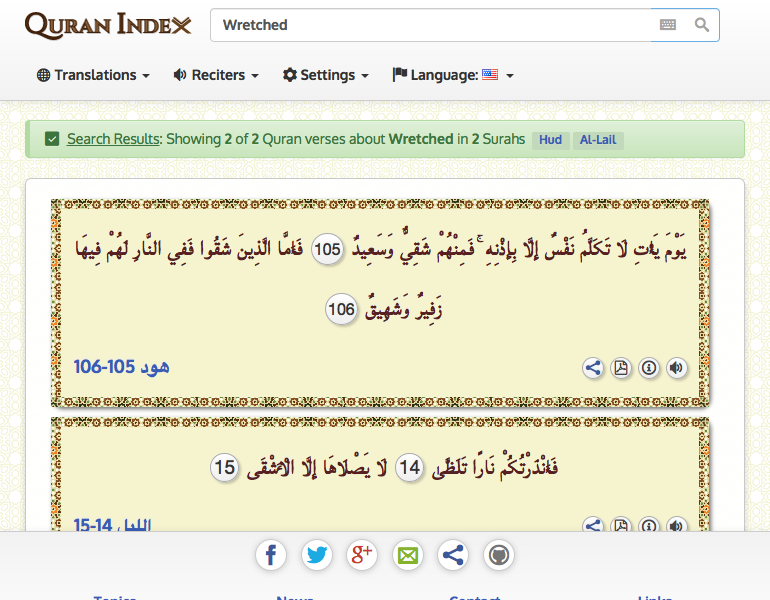 QURAN INDEX
Wretched
Translations Reciters Settings Language:
Search Results: Showing 2 of 2 Quran verses about Wretched in 2 Surahs Hud Al-Lail
يَوْمَ يَأْتِ لَا تَكَلَّمُ نَفْسٌ إِلَّا بِإِذْنِهِ ۚ فَمِنْهُمْ شَقِيٌّ وَسَعِيدٌ 105 فَأَمَّا الَّذِينَ شَقُوا فَفِي النَّارِ لَهُمْ فِيهَا
زَفِيرٌ وَشَهِيقٌ 106
هود 105-106
فَأَنْذَرْتُكُمْ نَارًا تَلَظَّىٰ 14 لَا يَصْلَاهَا إِلَّا الْأَشْقَى 15
الليل 14-15
Topics News Contact Links